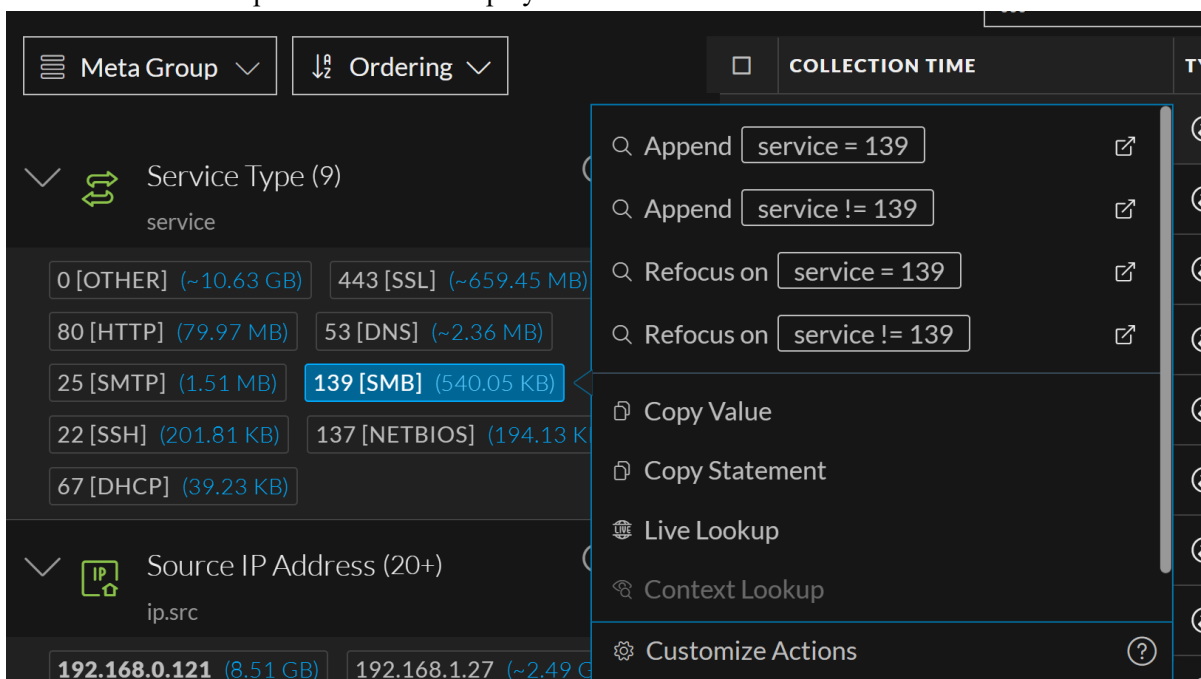 Meta Group
Ordering
COLLECTION TIME
Service Type (9)
service
0 [OTHER] (~10.63 GB) 443 [SSL] (~659.45 MB)
80 [HTTP] (79.97 MB) 53 [DNS] (~2.36 MB)
25 [SMTP] (1.51 MB) 139 [SMB] (540.05 KB)
22 [SSH] (201.81 KB) 137 [NETBIOS] (194.13 K
67 [DHCP] (39.23 KB)
Source IP Address (20+)
ip.src
192.168.0.121 (8.51 GB) 192.168.1.27 (~2.49 G
Append service = 139
Append service != 139
Refocus on service = 139
Refocus on service != 139
Copy Value
Copy Statement
LIVE Live Lookup
Context Lookup
Customize Actions ?